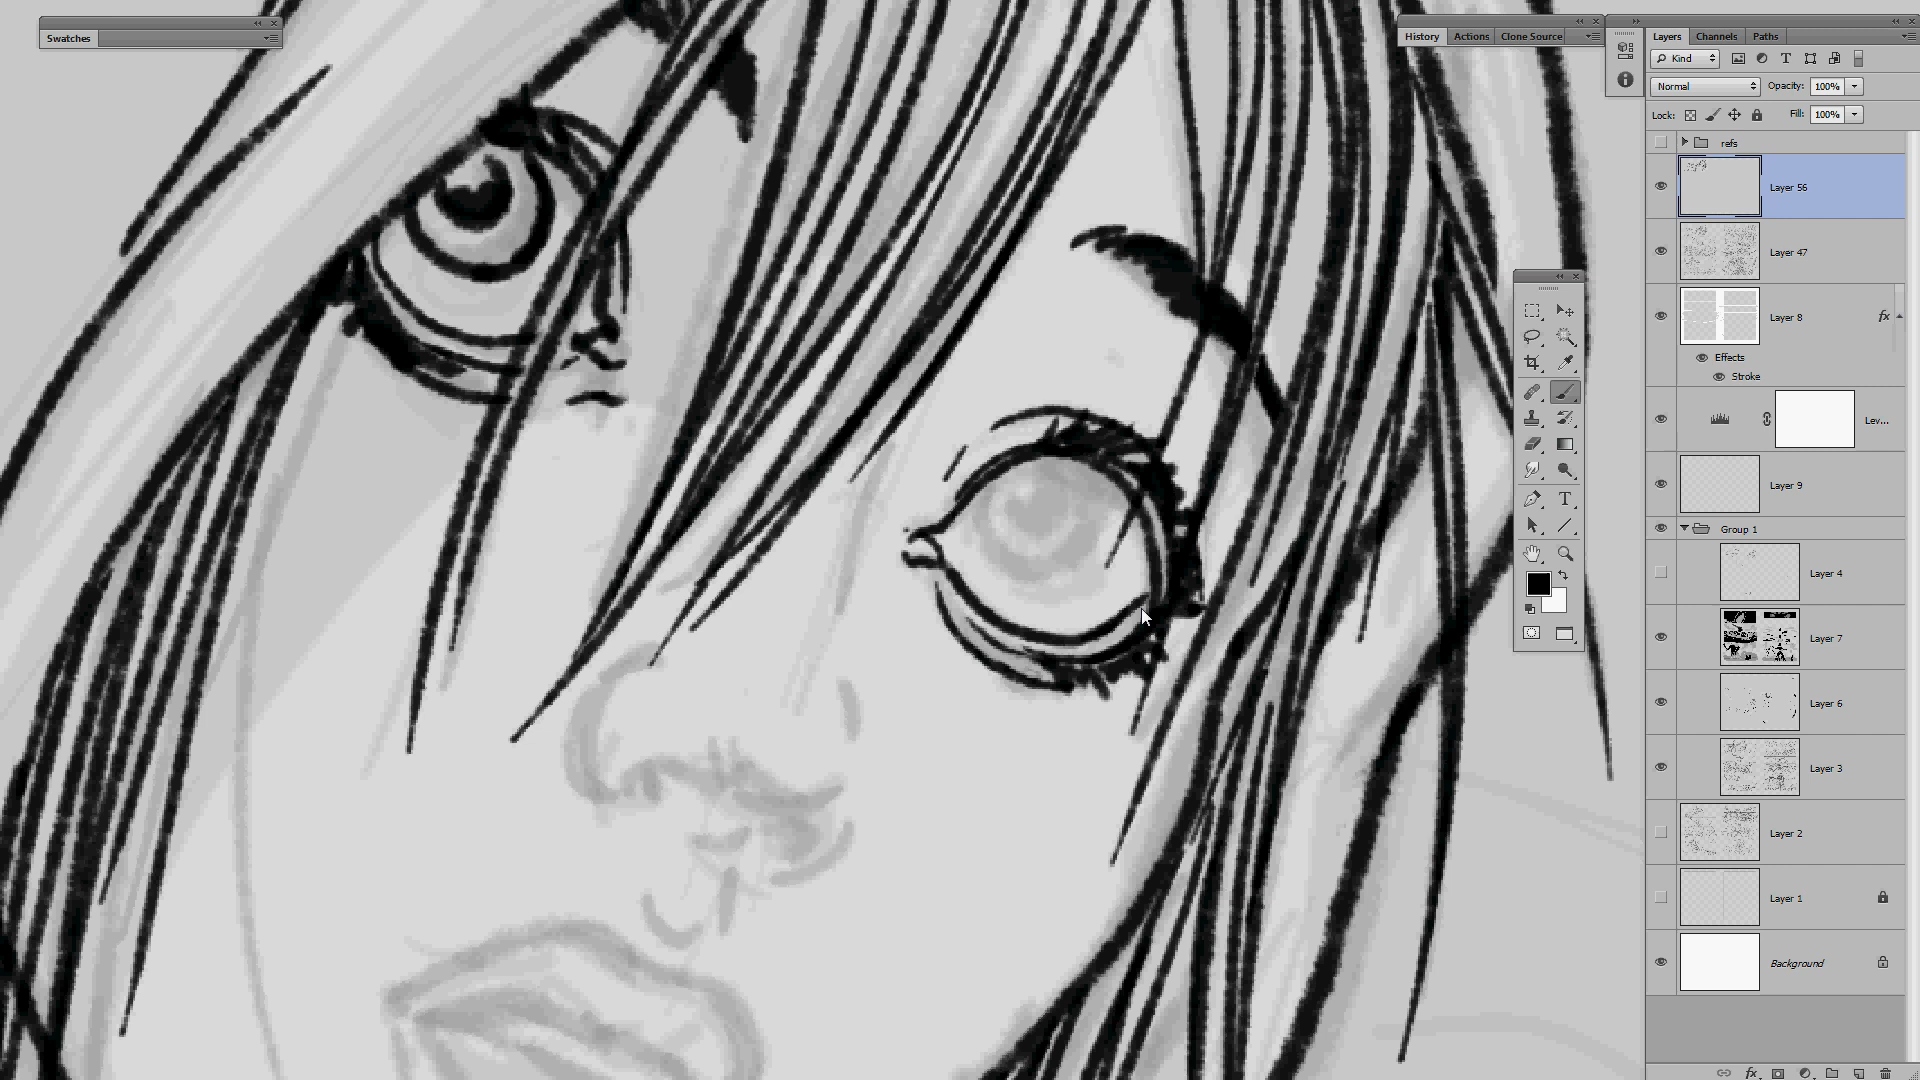 Swatches
History Actions Clone Source
Layers Channels Paths
Kind
Normal Opacity: 100%
Lock: Fill: 100%
refs
Layer 56
Layer 47
Layer 8 fx
Effects
Stroke
Lev...
Layer 9
Group 1
Layer 4
Layer 7
Layer 6
Layer 3
Layer 2
Layer 1
Background
fx